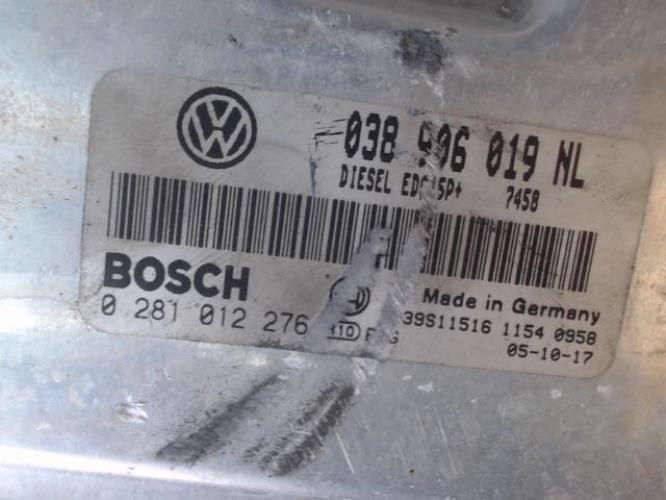 038 906 019 NL
DIESEL EDC15P+ 7458
BOSCH
Made in Germany
0 281 012 276
39S11516 1154 0958
05-10-17